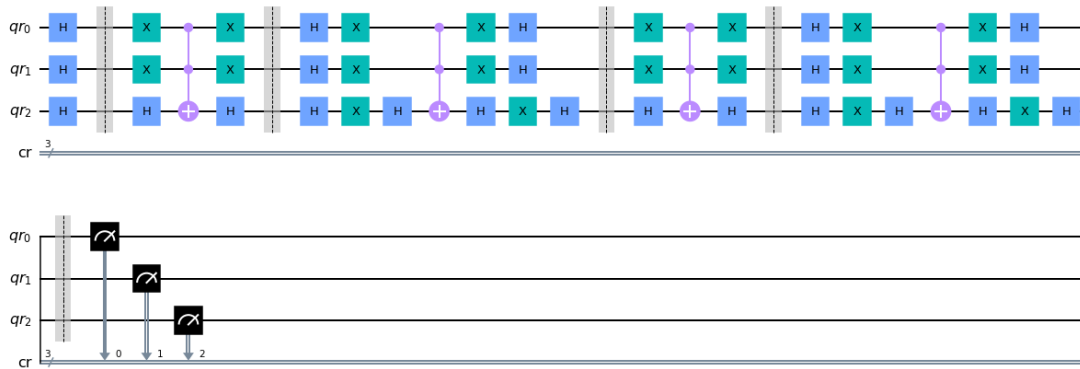 qr0 H X X H X X H X X H X X H
qr1 H X X H X X H X X H X X H
qr2 H H H H X H H X H H H H X H H X H
cr 3
qr0
qr1
qr2
cr 3 0 1 2